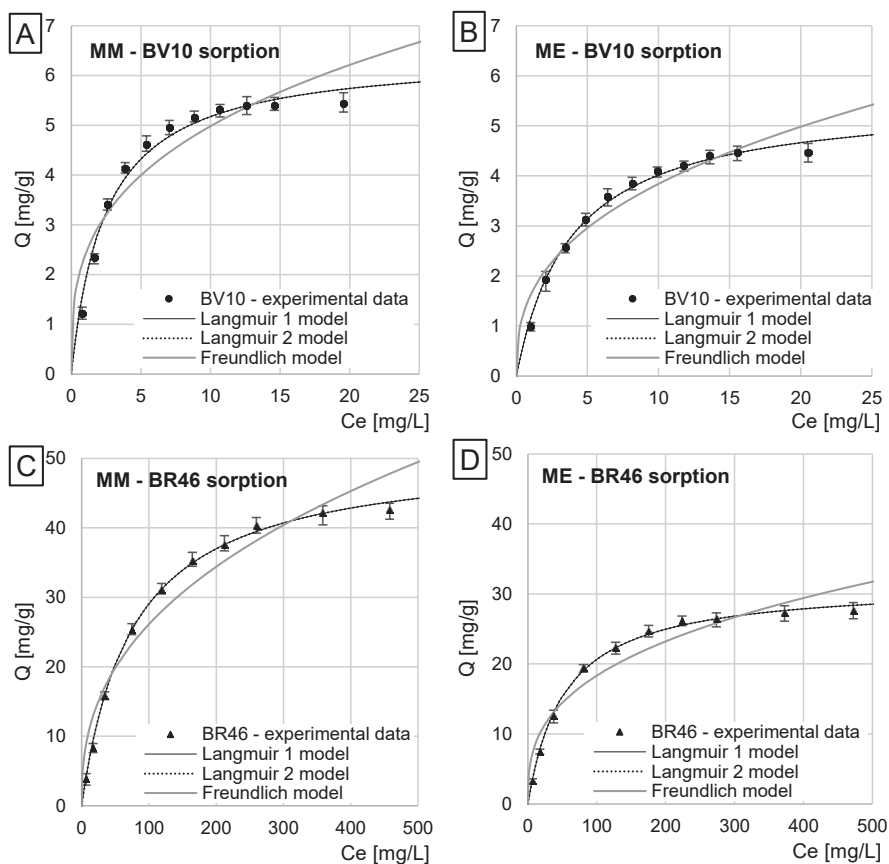 A
MM - BV10 sorption
7
6
5
4
3
2
1
0
Q [mg/g]
BV10 - experimental data
Langmuir 1 model
Langmuir 2 model
Freundlich model
0 5 10 15 20 25
Ce [mg/L]
B
ME - BV10 sorption
7
6
5
4
3
2
1
0
Q [mg/g]
BV10 - experimental data
Langmuir 1 model
Langmuir 2 model
Freundlich model
0 5 10 15 20 25
Ce [mg/L]
C
MM - BR46 sorption
50
40
30
20
10
0
Q [mg/g]
BR46 - experimental data
Langmuir 1 model
Langmuir 2 model
Freundlich model
0 100 200 300 400 500
Ce [mg/L]
D
ME - BR46 sorption
50
40
30
20
10
0
Q [mg/g]
BR46 - experimental data
Langmuir 1 model
Langmuir 2 model
Freundlich model
0 100 200 300 400 500
Ce [mg/L]